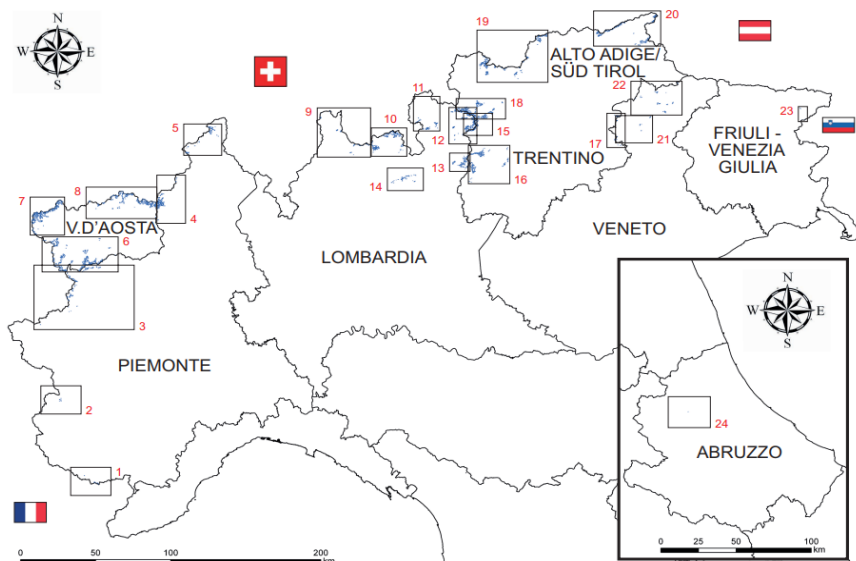 N
W
E
S
19
20
ALTO ADIGE/
SÜD TIROL
22
11
18
9
10
5
12
15
17
21
23
FRIULI -
VENEZIA
GIULIA
TRENTINO
13
16
14
8
7
4
V.D'AOSTA
6
VENETO
LOMBARDIA
3
PIEMONTE
2
1
0 50 100 200
N
W
E
S
24
ABRUZZO
0 25 50 100